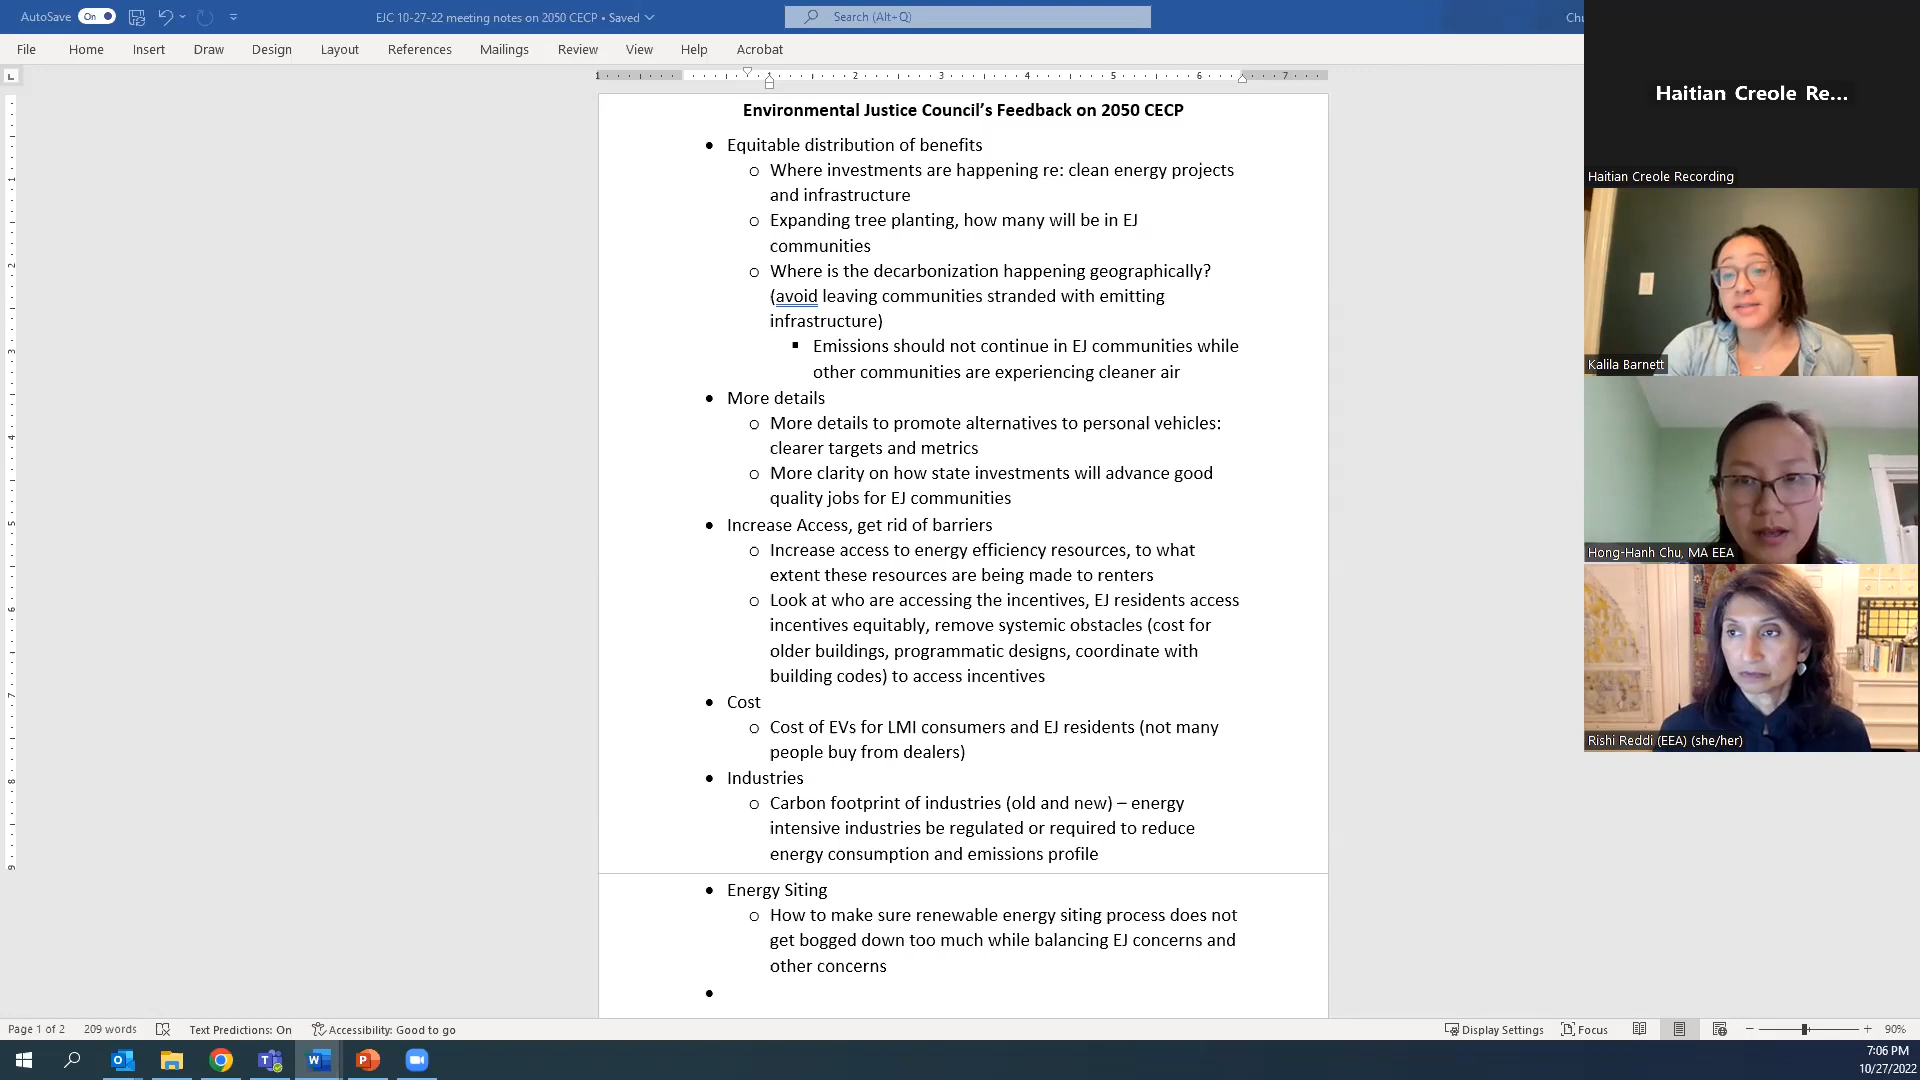 AutoSave On EJC 10-27-22 meeting notes on 2050 CECP • Saved Search (Alt+Q) Chu
File Home Insert Draw Design Layout References Mailings Review View Help Acrobat
1 1 2 3 4 5 6 7
Environmental Justice Council's Feedback on 2050 CECP
• Equitable distribution of benefits
o Where investments are happening re: clean energy projects
and infrastructure
o Expanding tree planting, how many will be in EJ
communities
o Where is the decarbonization happening geographically?
(avoid leaving communities stranded with emitting
infrastructure)
▪ Emissions should not continue in EJ communities while
other communities are experiencing cleaner air
• More details
o More details to promote alternatives to personal vehicles:
clearer targets and metrics
o More clarity on how state investments will advance good
quality jobs for EJ communities
• Increase Access, get rid of barriers
o Increase access to energy efficiency resources, to what
extent these resources are being made to renters
o Look at who are accessing the incentives, EJ residents access
incentives equitably, remove systemic obstacles (cost for
older buildings, programmatic designs, coordinate with
building codes) to access incentives
• Cost
o Cost of EVs for LMI consumers and EJ residents (not many
people buy from dealers)
• Industries
o Carbon footprint of industries (old and new) – energy
intensive industries be regulated or required to reduce
energy consumption and emissions profile
• Energy Siting
o How to make sure renewable energy siting process does not
get bogged down too much while balancing EJ concerns and
other concerns
•
Haitian Creole Re...
Haitian Creole Recording
Kalila Barnett
Hong-Hanh Chu, MA EEA
Rishi Reddi (EEA) (she/her)
Page 1 of 2 209 words Text Predictions: On Accessibility: Good to go Display Settings Focus 90%
7:06 PM
10/27/2022